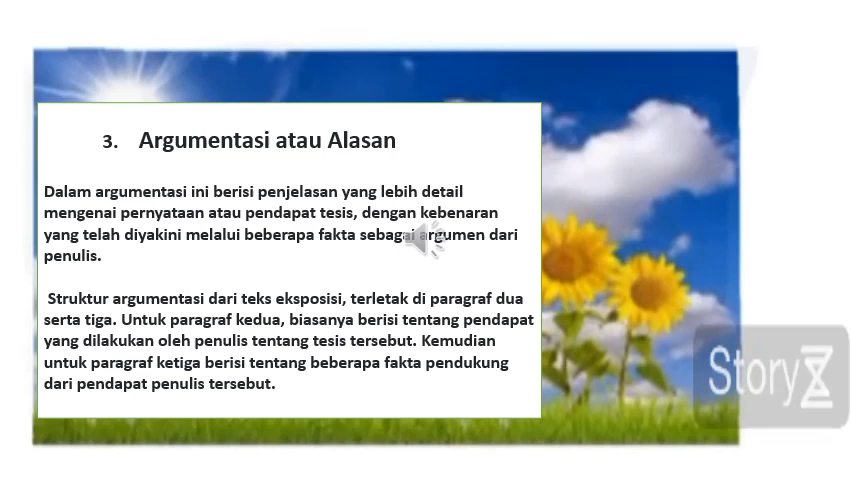 3. Argumentasi atau Alasan
Dalam argumentasi ini berisi penjelasan yang lebih detail
mengenai pernyataan atau pendapat tesis, dengan kebenaran
yang telah diyakini melalui beberapa fakta sebagai argumen dari
penulis.
Struktur argumentasi dari teks eksposisi, terletak di paragraf dua
serta tiga. Untuk paragraf kedua, biasanya berisi tentang pendapat
yang dilakukan oleh penulis tentang tesis tersebut. Kemudian
untuk paragraf ketiga berisi tentang beberapa fakta pendukung
dari pendapat penulis tersebut.
Story